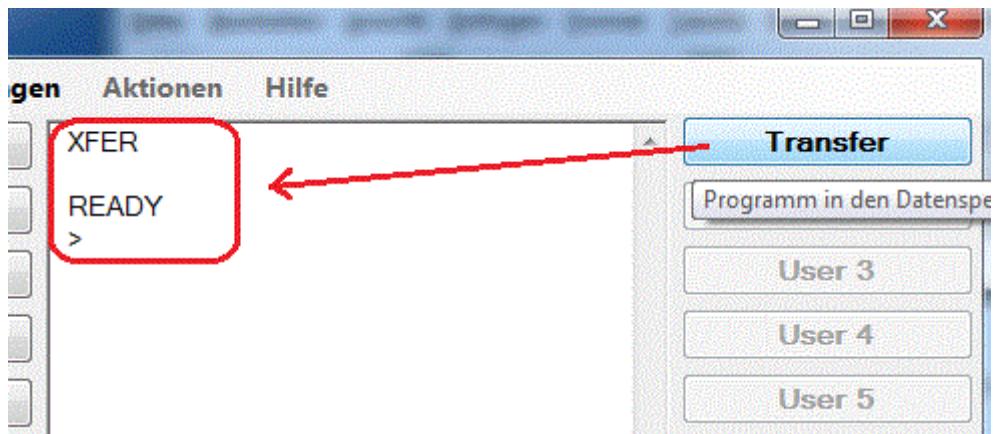 gen Aktionen Hilfe
XFER
READY
>
Transfer
Programm in den Datenspe
User 3
User 4
User 5